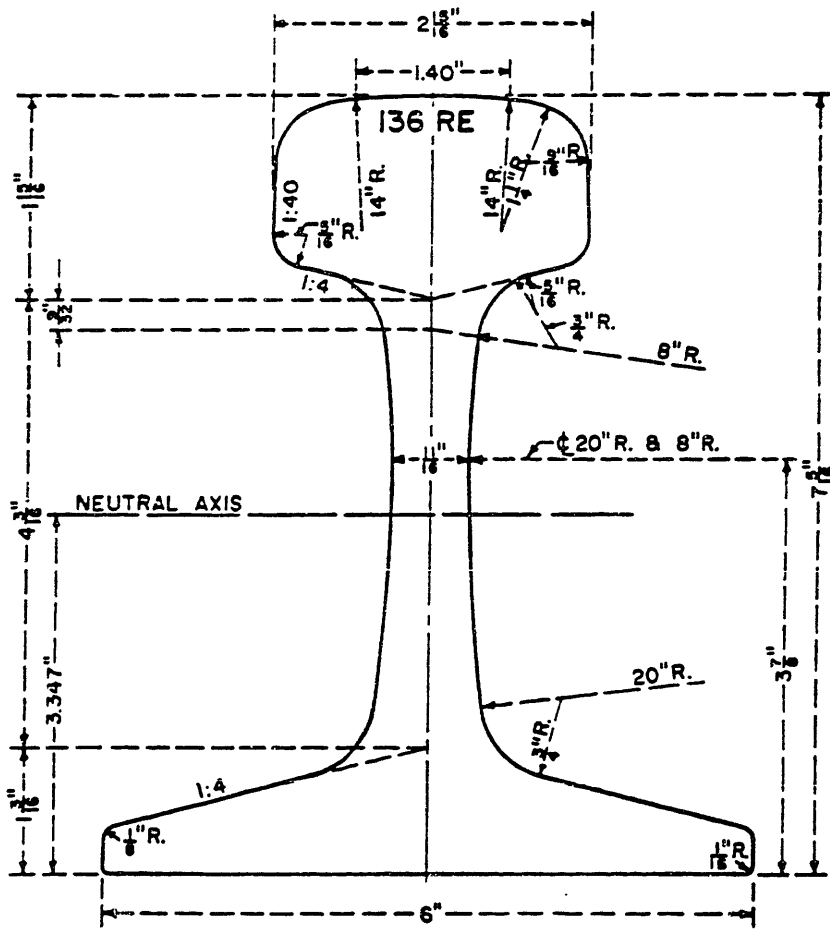 2 15/16"
1.40"
136 RE
1 15/16"
14"R.
14"R.
1 1/4"R.
9/16"R
1:40
5/16"R.
1:4
9/32"
5/16"R.
3/4"R.
8"R.
11/16"
℄ 20"R. & 8"R.
7 5/16"
NEUTRAL AXIS
4 3/16"
3.347"
3 7/8"
20"R.
3/4"R.
1 3/16"
1:4
1/8"R.
1/16"R
6"